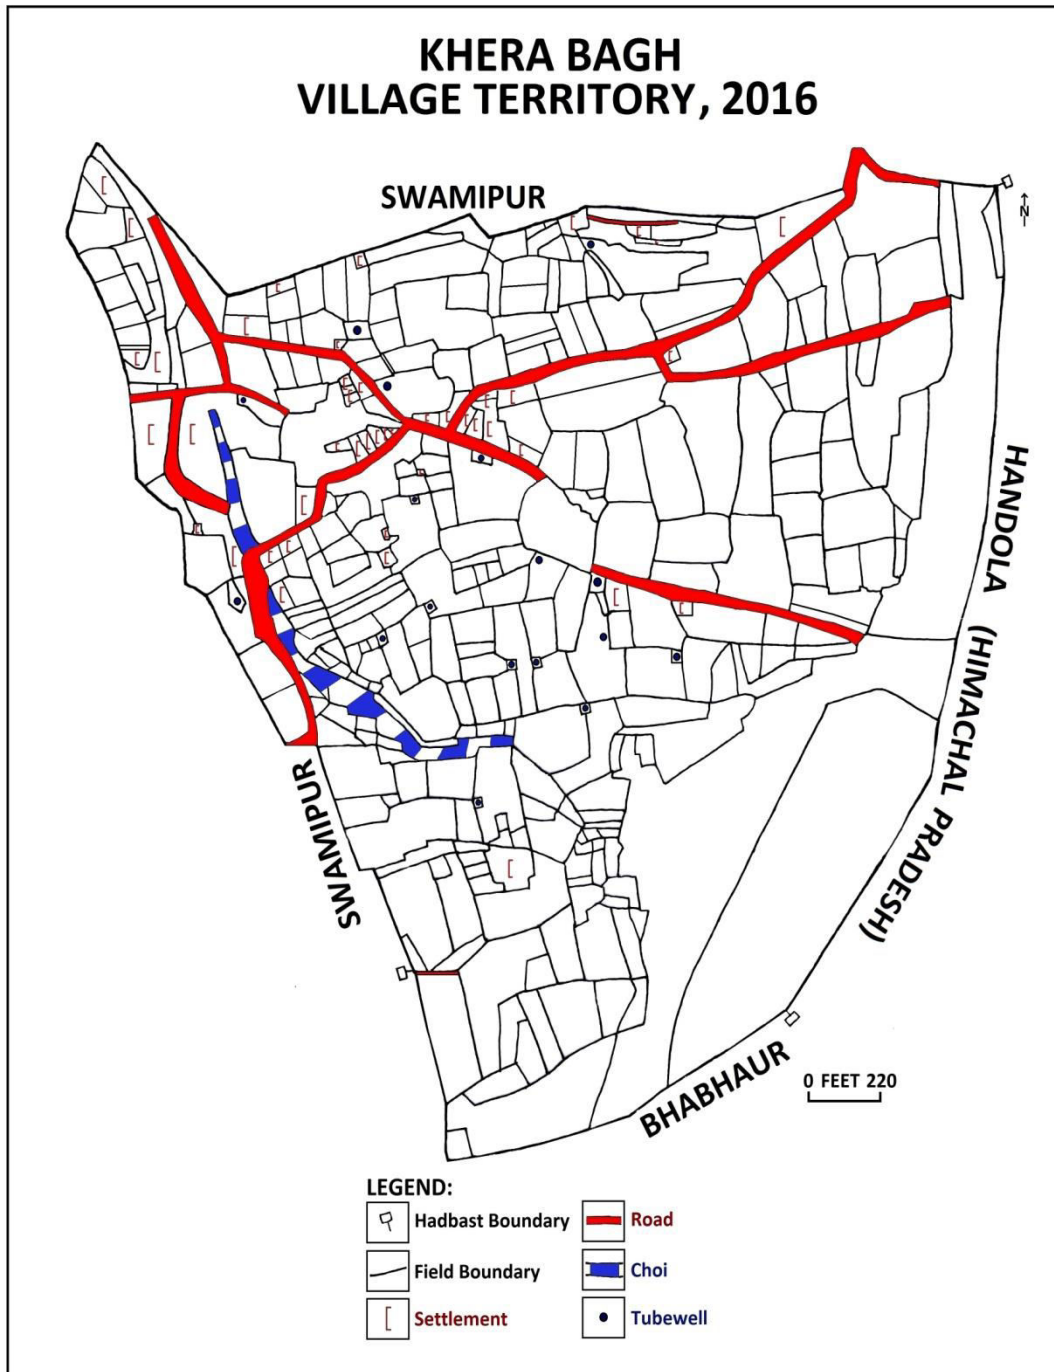 KHERA BAGH
VILLAGE TERRITORY, 2016
SWAMIPUR
N
HANDOLA (HIMACHAL PRADESH)
SWAMIPUR
BHABHAUR
0 FEET 220
LEGEND:
Hadbast Boundary
Road
Field Boundary
Choi
Settlement
Tubewell